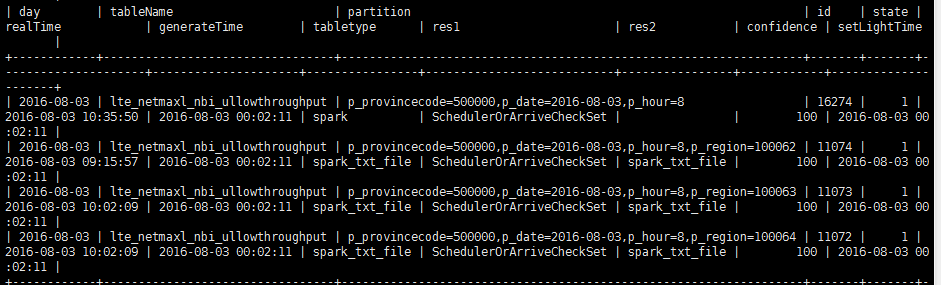 | day | tableName | partition | id | state |
realTime | generateTime | tabletype | res1 | res2 | confidence | setLightTime
|
+------------+------------------------------+----------------------------------------------------------+-------+-------+-
--------------------+---------------------+----------------+-------------------------+----------------+------------+-------------
-------+
| 2016-08-03 | lte_netmaxl_nbi_ullowthroughput | p_provincecode=500000,p_date=2016-08-03,p_hour=8 | 16274 | 1 |
2016-08-03 10:35:50 | 2016-08-03 00:02:11 | spark | SchedulerOrArriveCheckSet | | 100 | 2016-08-03 00
:02:11 |
| 2016-08-03 | lte_netmaxl_nbi_ullowthroughput | p_provincecode=500000,p_date=2016-08-03,p_hour=8,p_region=100062 | 11074 | 1 |
2016-08-03 09:15:57 | 2016-08-03 00:02:11 | spark_txt_file | SchedulerOrArriveCheckSet | spark_txt_file | 100 | 2016-08-03 00
:02:11 |
| 2016-08-03 | lte_netmaxl_nbi_ullowthroughput | p_provincecode=500000,p_date=2016-08-03,p_hour=8,p_region=100063 | 11073 | 1 |
2016-08-03 10:02:09 | 2016-08-03 00:02:11 | spark_txt_file | SchedulerOrArriveCheckSet | spark_txt_file | 100 | 2016-08-03 00
:02:11 |
| 2016-08-03 | lte_netmaxl_nbi_ullowthroughput | p_provincecode=500000,p_date=2016-08-03,p_hour=8,p_region=100064 | 11072 | 1 |
2016-08-03 10:02:09 | 2016-08-03 00:02:11 | spark_txt_file | SchedulerOrArriveCheckSet | spark_txt_file | 100 | 2016-08-03 00
:02:11 |
+------------+------------------------------+----------------------------------------------------------+-------+-------+-